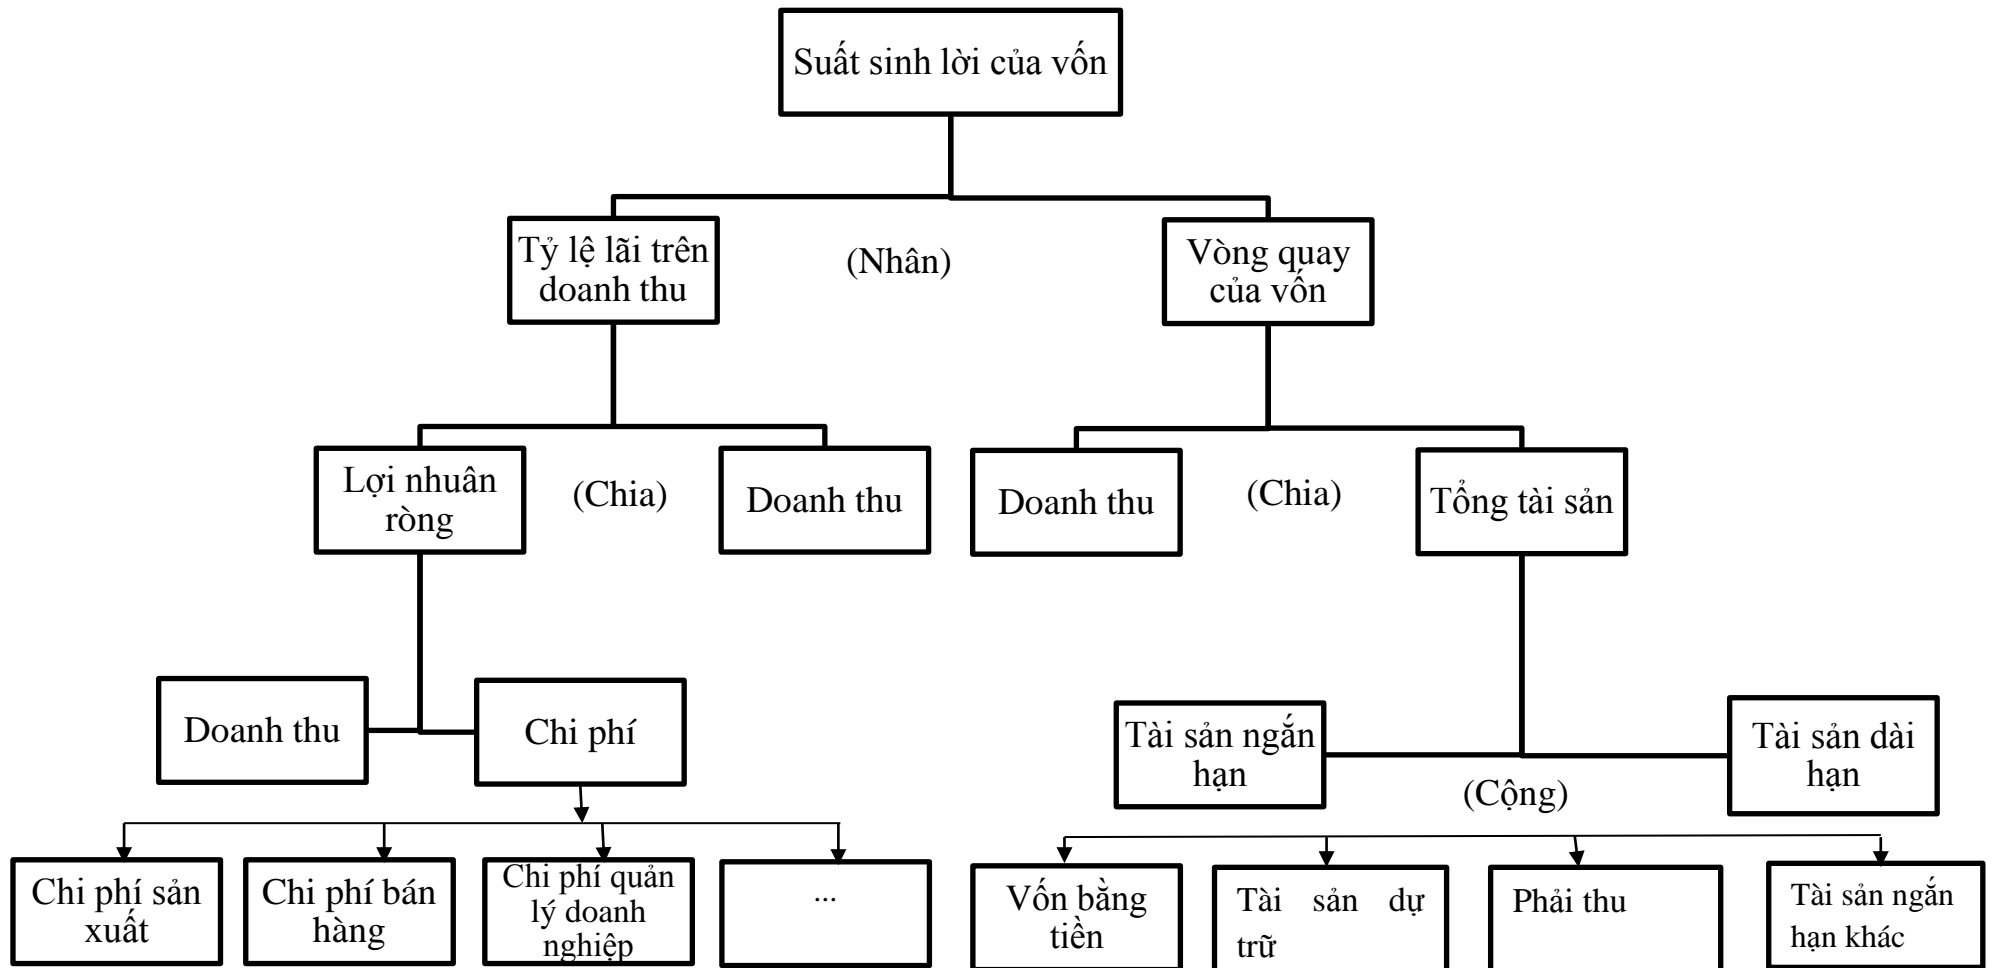 Suất sinh lời của vốn
Tỷ lệ lãi trên
doanh thu
(Nhân)
Vòng quay
của vốn
Lợi nhuân
ròng
(Chia)
Doanh thu
Doanh thu
(Chia)
Tổng tài sản
Doanh thu
Chi phí
Tài sản ngắn
hạn
(Cộng)
Tài sản dài
hạn
Chi phí sản
xuất
Chi phí bán
hàng
Chi phí quản
lý doanh
nghiệp
...
Vốn bằng
tiền
Tài sản dự
trữ
Phải thu
Tài sản ngắn
hạn khác